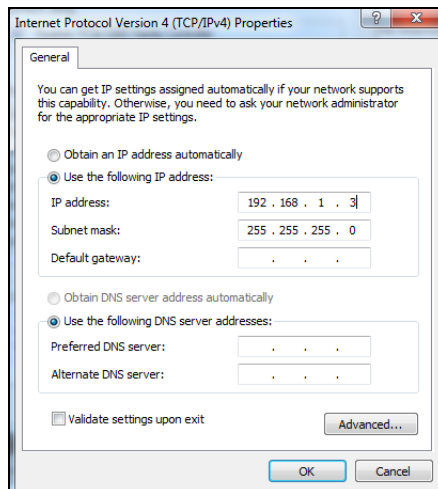 Internet Protocol Version 4 (TCP/IPv4) Properties
General
You can get IP settings assigned automatically if your network supports
this capability. Otherwise, you need to ask your network administrator
for the appropriate IP settings.
Obtain an IP address automatically
Use the following IP address:
IP address: 192 . 168 . 1 . 3
Subnet mask: 255 . 255 . 255 . 0
Default gateway: . . .
Obtain DNS server address automatically
Use the following DNS server addresses:
Preferred DNS server: . . .
Alternate DNS server: . . .
Validate settings upon exit
Advanced...
OK Cancel